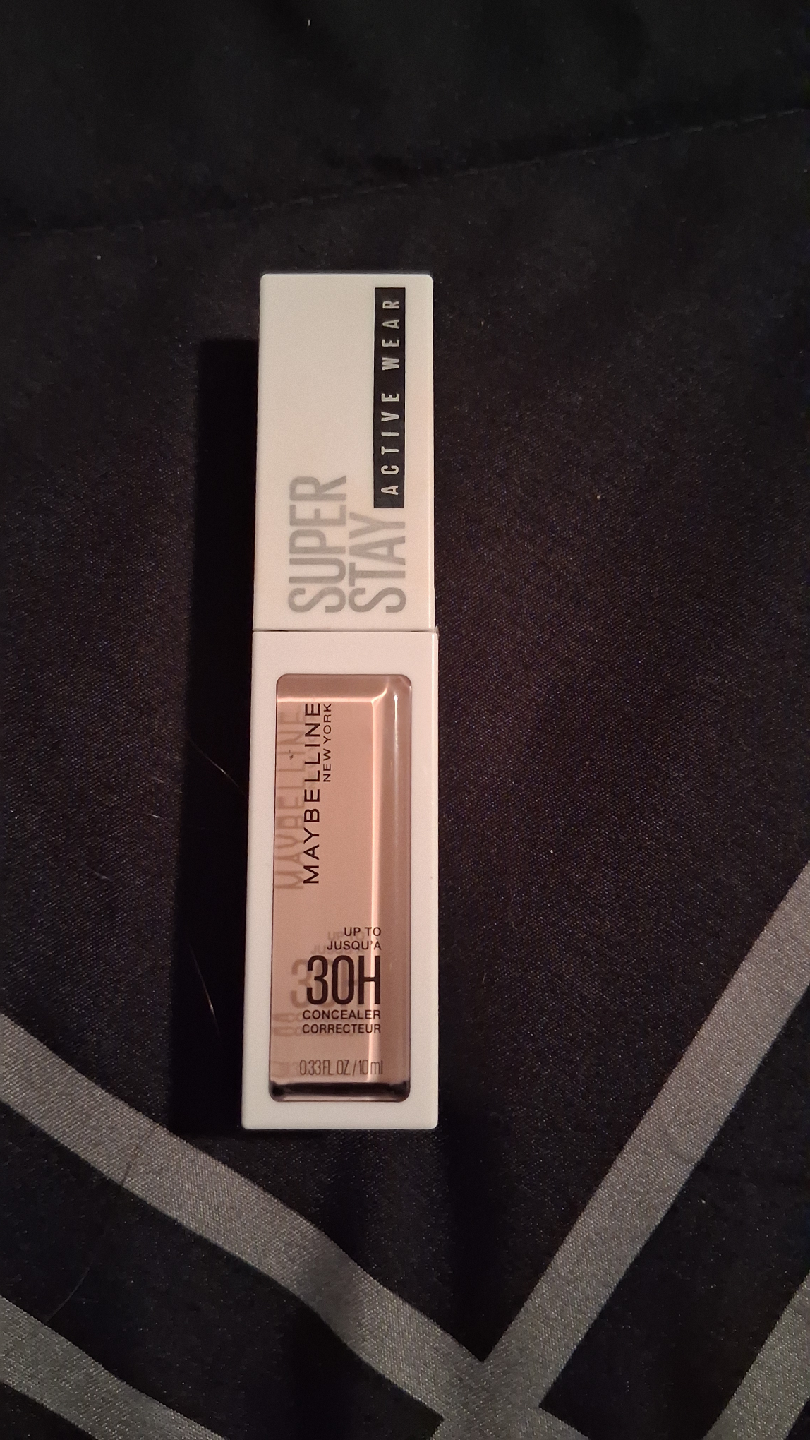 SUPER
STAY
ACTIVE WEAR
MAYBELLINE
NEW YORK
UP TO
JUSQU'À
30H
CONCEALER
CORRECTEUR
0.33 FL OZ / 10 ml